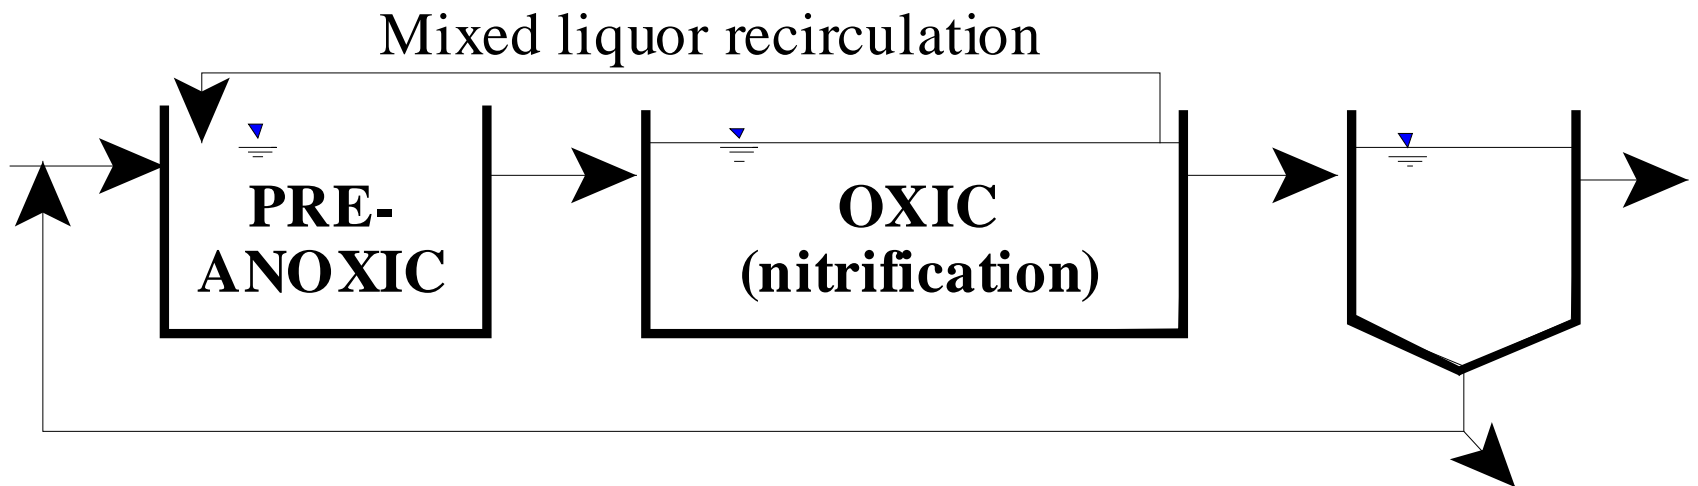 Mixed liquor recirculation
PRE-
ANOXIC
OXIC
(nitrification)